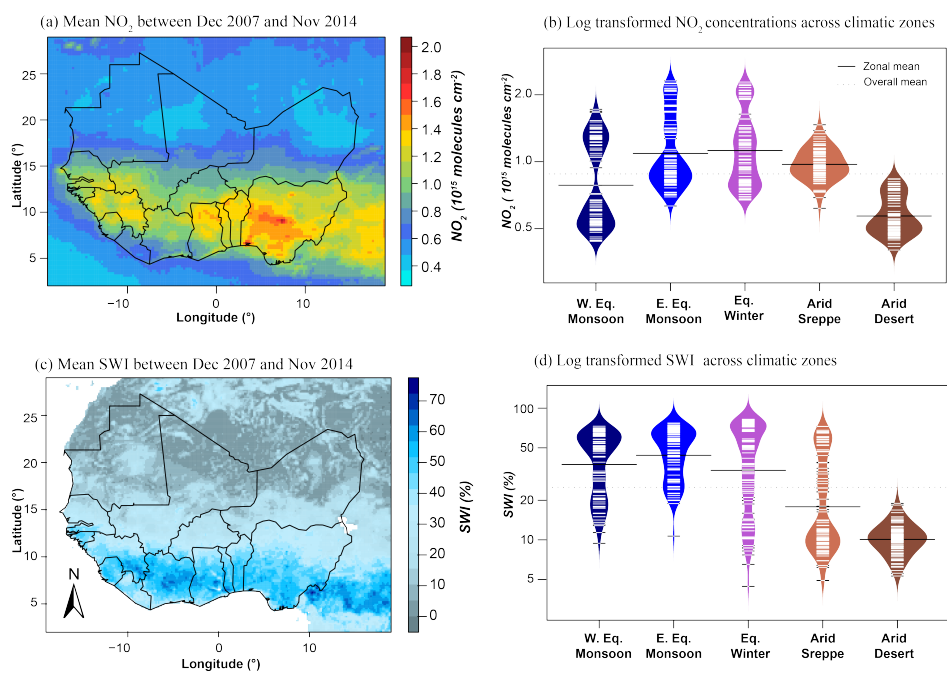 (a) Mean NO2 between Dec 2007 and Nov 2014
25
20
15
10
5
Latitude (°)
−10
0
10
Longitude (°)
2.0
1.8
1.6
1.4
1.2
1.0
0.8
0.6
0.4
NO2 (10^15 molecules cm^-2)
(b) Log transformed NO2 concentrations across climatic zones
Zonal mean
Overall mean
2.0
1.0
0.5
NO2 (10^15 molecules cm^-2)
W. Eq.
Monsoon
E. Eq.
Monsoon
Eq.
Winter
Arid
Sreppe
Arid
Desert
(c) Mean SWI between Dec 2007 and Nov 2014
25
20
15
10
5
Latitude (°)
N
−10
0
10
Longitude (°)
70
60
50
40
30
20
10
0
SWI (%)
(d) Log transformed SWI across climatic zones
100
50
20
10
5
SWI (%)
W. Eq.
Monsoon
E. Eq.
Monsoon
Eq.
Winter
Arid
Sreppe
Arid
Desert